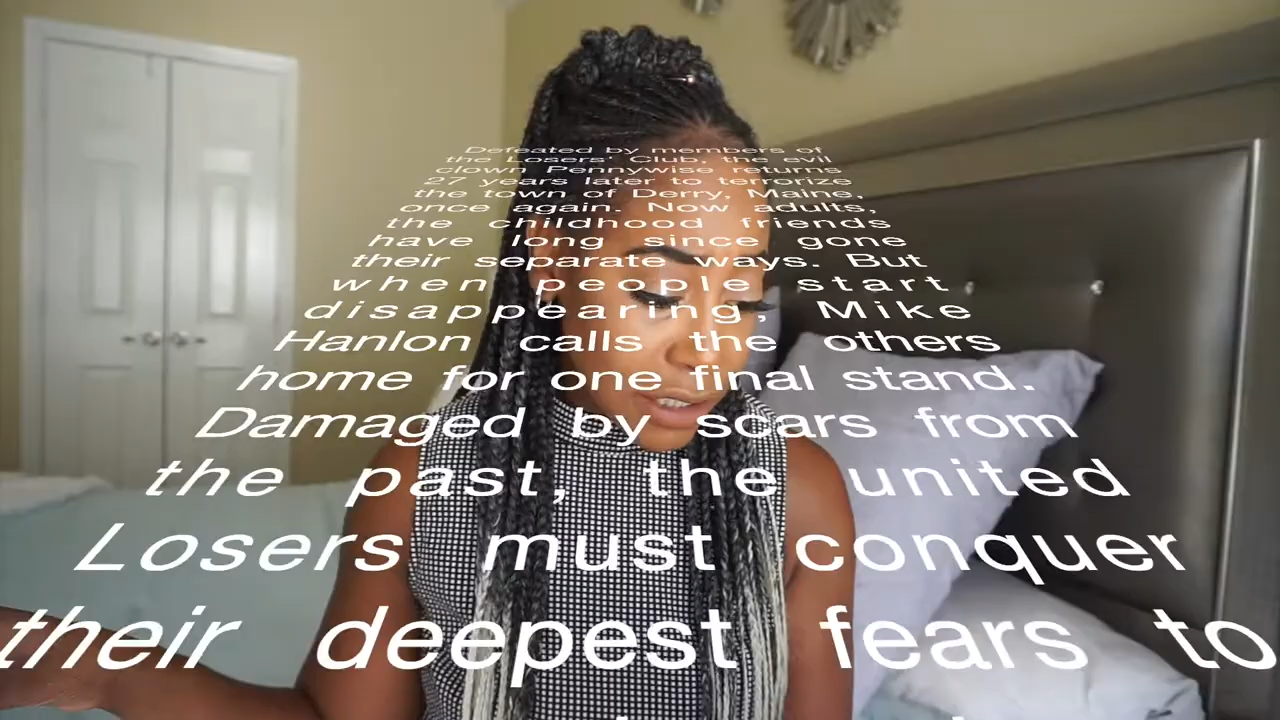 Defeated by members of
the Losers' Club, the evil
clown Pennywise returns
27 years later to terrorize
the town of Derry, Maine,
once again. Now adults,
the childhood friends
have long since gone
their separate ways. But
when people start
disappearing, Mike
Hanlon calls the others
home for one final stand.
Damaged by scars from
the past, the united
Losers must conquer
their deepest fears to